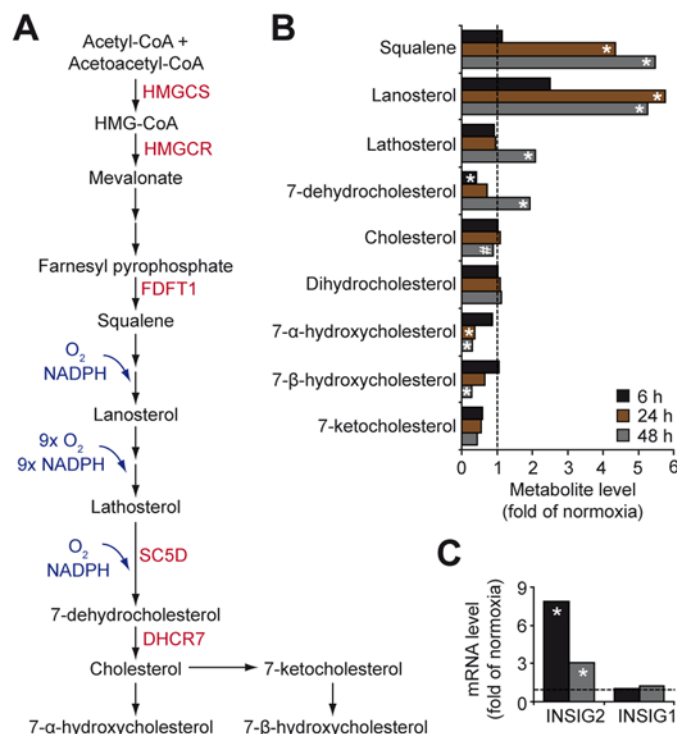 A
Acetyl-CoA +
Acetoacetyl-CoA
HMGCS
HMG-CoA
HMGCR
Mevalonate
Farnesyl pyrophosphate
FDFT1
Squalene
O2
NADPH
Lanosterol
9x O2
9x NADPH
Lathosterol
O2
NADPH
SC5D
7-dehydrocholesterol
DHCR7
Cholesterol
7-ketocholesterol
7-α-hydroxycholesterol
7-β-hydroxycholesterol
B
Squalene
*
*
Lanosterol
*
*
Lathosterol
*
7-dehydrocholesterol
*
*
Cholesterol
#
Dihydrocholesterol
7-α-hydroxycholesterol
*
*
7-β-hydroxycholesterol
*
7-ketocholesterol
6 h
24 h
48 h
0 1 2 3 4 5 6
Metabolite level
(fold of normoxia)
C
mRNA level
(fold of normoxia)
9
6
3
0
*
*
INSIG2 INSIG1